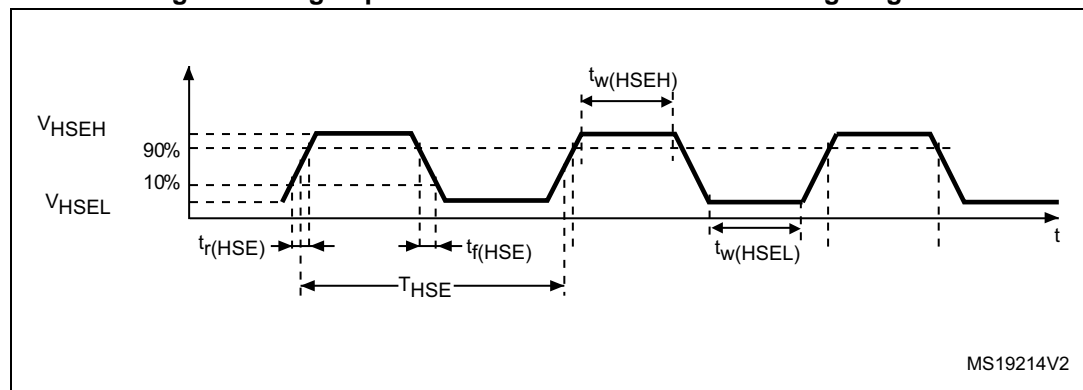 tw(HSEH)
VHSEH
90%
10%
VHSEL
tr(HSE)
tf(HSE)
tw(HSEL)
t
THSE
MS19214V2